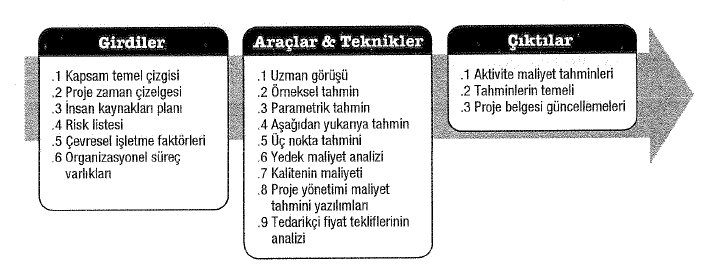 Girdiler
.1 Kapsam temel çizgisi
.2 Proje zaman çizelgesi
.3 İnsan kaynakları planı
.4 Risk listesi
.5 Çevresel işletme faktörleri
.6 Organizasyonel süreç
varlıkları
Araçlar & Teknikler
.1 Uzman görüşü
.2 Örneksel tahmin
.3 Parametrik tahmin
.4 Aşağıdan yukarıya tahmin
.5 Üç nokta tahmini
.6 Yedek maliyet analizi
.7 Kalitenin maliyeti
.8 Proje yönetimi maliyet
tahmini yazılımları
.9 Tedarikçi fiyat tekliflerinin
analizi
Çıktılar
.1 Aktivite maliyet tahminleri
.2 Tahminlerin temeli
.3 Proje belgesi güncellemeleri